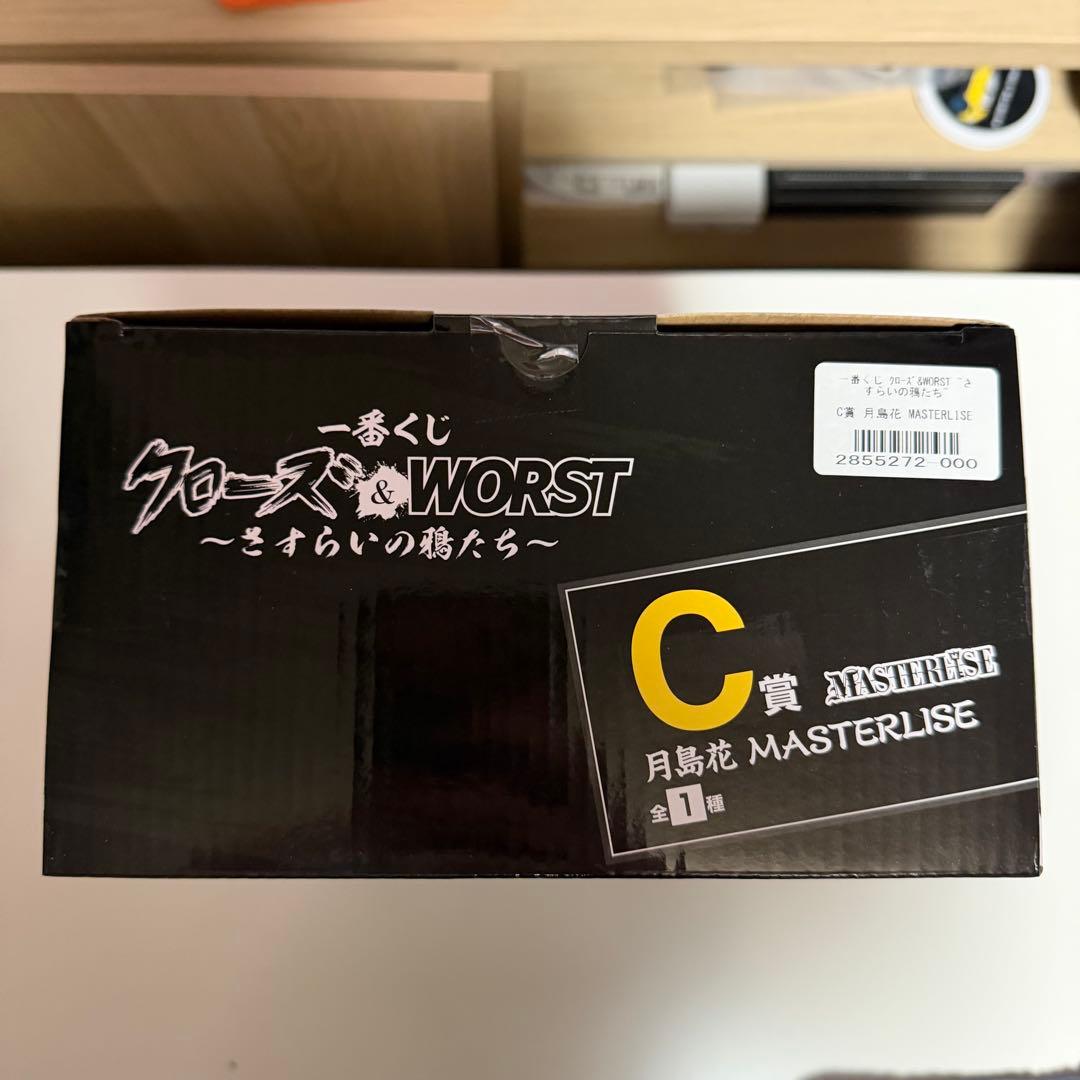 一番くじ
クローズ&WORST
～さすらいの鴉たち～
一番くじ ｸﾛｰｽﾞ&WORST ~さ
すらいの鴉たち~
C賞 月島花 MASTERLISE
2855272-000
C賞 MASTERLISE
月島花 MASTERLISE
全1種